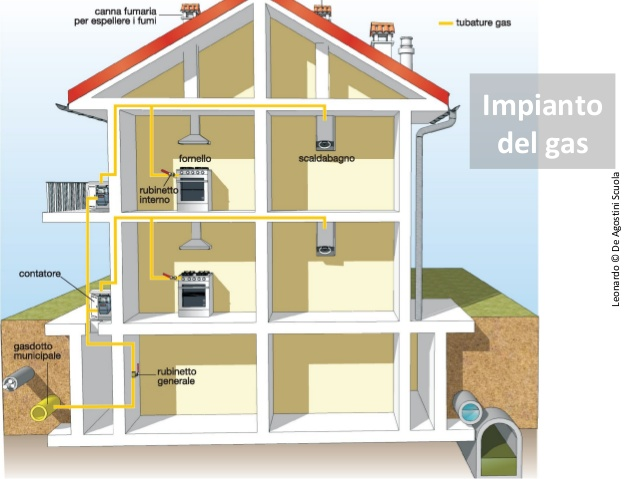 canna fumaria
per espellere i fumi
tubature gas
Impianto
del gas
fornello
scaldabagno
rubinetto
interno
contatore
gasdotto
municipale
rubinetto
generale
Leonardo © De Agostini Scuola